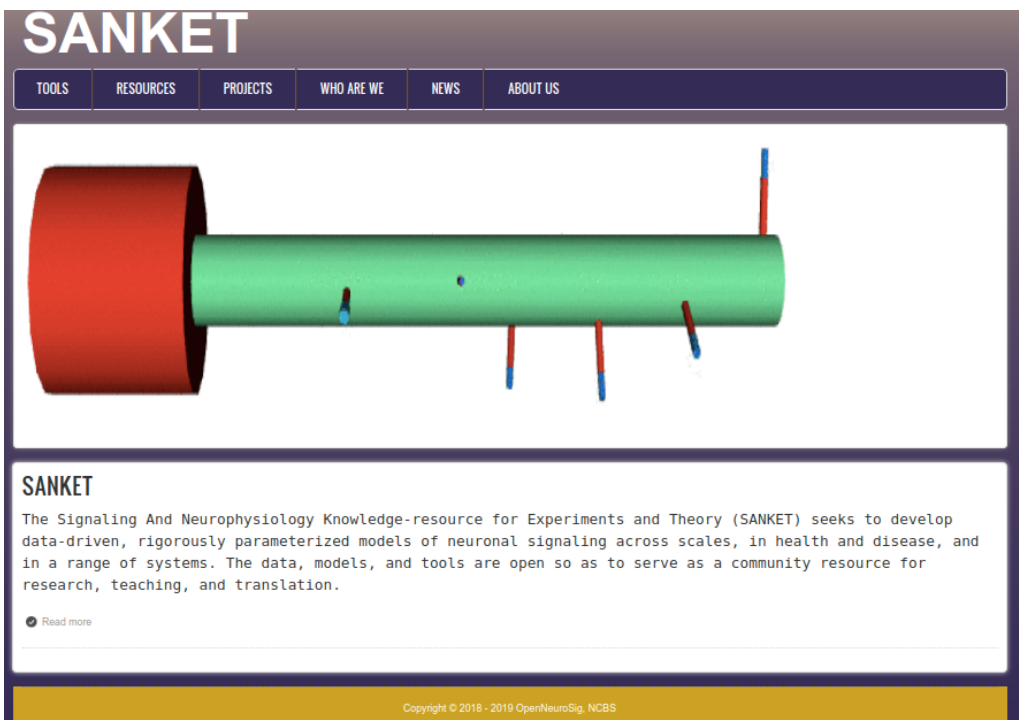 SANKET
TOOLS RESOURCES PROJECTS WHO ARE WE NEWS ABOUT US
SANKET
The Signaling And Neurophysiology Knowledge-resource for Experiments and Theory (SANKET) seeks to develop
data-driven, rigorously parameterized models of neuronal signaling across scales, in health and disease, and
in a range of systems. The data, models, and tools are open so as to serve as a community resource for
research, teaching, and translation.
Read more
Copyright © 2018 - 2019 OpenNeuroSig, NCBS